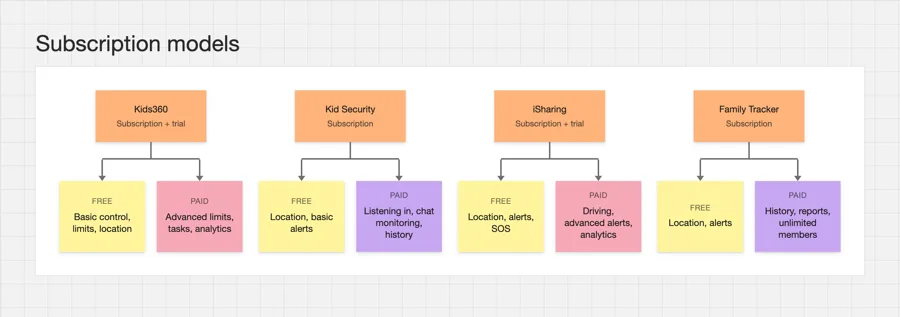 Subscription models
Kids360
Subscription + trial
FREE
Basic control,
limits, location
PAID
Advanced limits,
tasks, analytics
Kid Security
Subscription
FREE
Location, basic
alerts
PAID
Listening in, chat
monitoring,
history
iSharing
Subscription + trial
FREE
Location, alerts,
SOS
PAID
Driving,
advanced alerts,
analytics
Family Tracker
Subscription
FREE
Location, alerts
PAID
History, reports,
unlimited
members